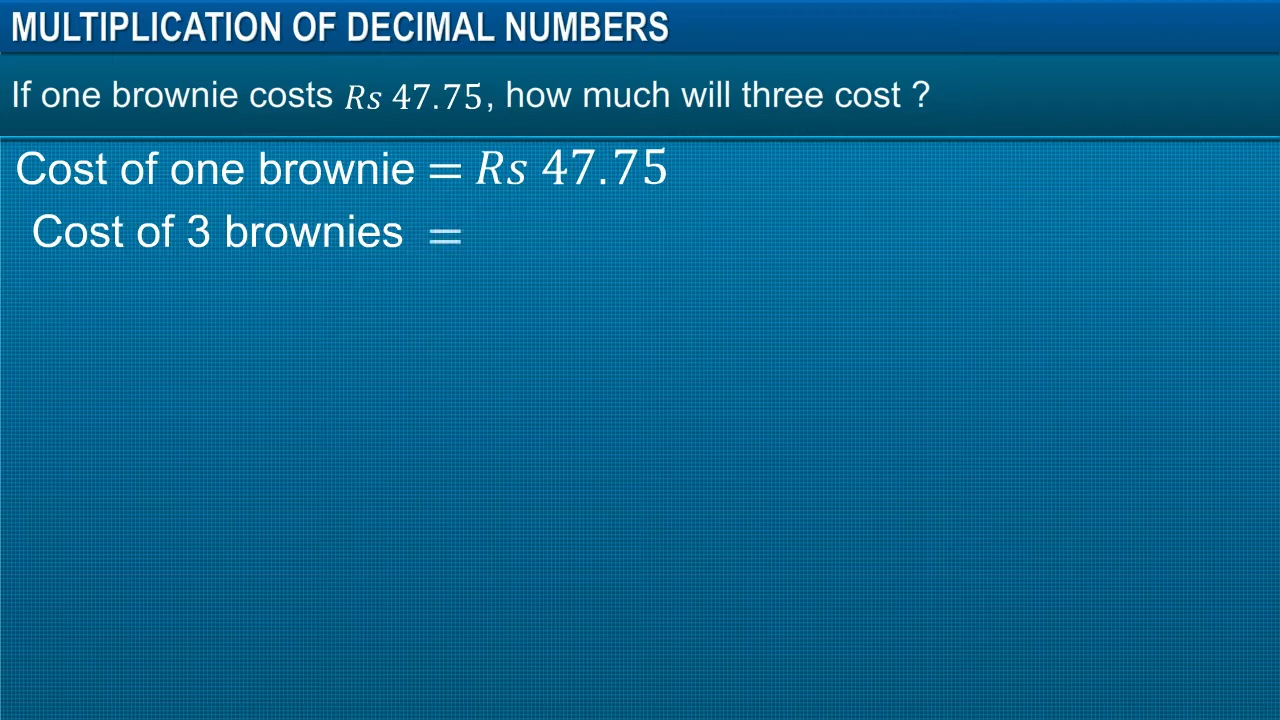 MULTIPLICATION OF DECIMAL NUMBERS
If one brownie costs Rs 47.75, how much will three cost ?
Cost of one brownie = Rs 47.75
Cost of 3 brownies =